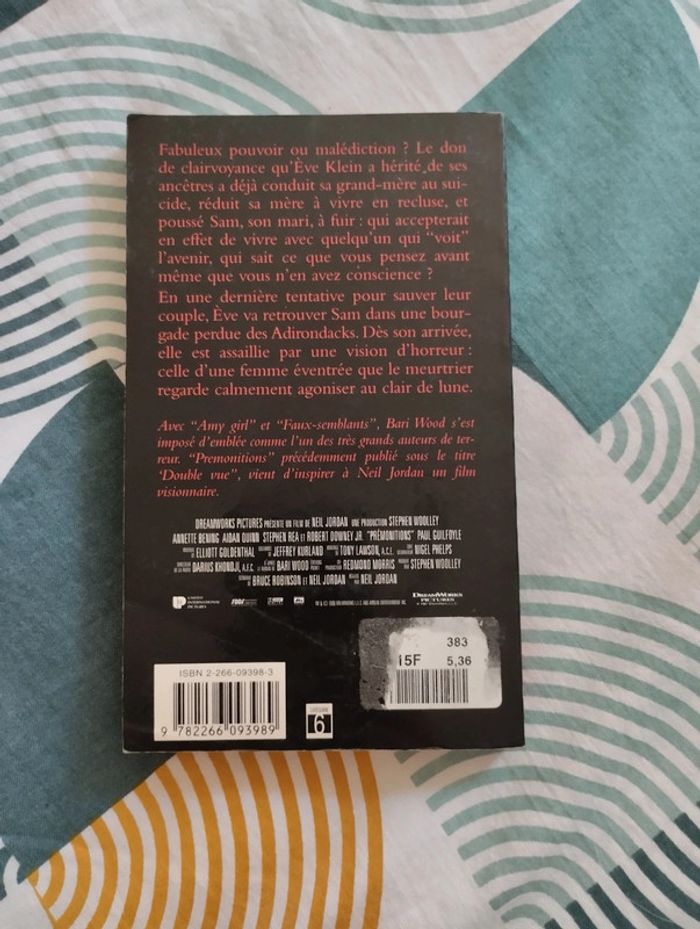 Fabuleux pouvoir ou malédiction ? Le don
de clairvoyance qu'Ève Klein a hérité de ses
ancêtres a déjà conduit sa grand-mère au sui-
cide, réduit sa mère à vivre en recluse, et
poussé Sam, son mari, à fuir : qui accepterait
en effet de vivre avec quelqu'un qui "voit"
l'avenir, qui sait ce que vous pensez avant
même que vous n'en avez conscience ?
En une dernière tentative pour sauver leur
couple, Ève va retrouver Sam dans une bour-
gade perdue des Adirondacks. Dès son arrivée,
elle est assaillie par une vision d'horreur :
celle d'une femme éventrée que le meurtrier
regarde calmement agoniser au clair de lune.
Avec "Amy girl" et "Faux-semblants", Bari Wood s'est
imposé d'emblée comme l'un des très grands auteurs de ter-
reur. "Premonitions" précédemment publié sous le titre
'Double vue", vient d'inspirer à Neil Jordan un film
visionnaire.
DREAMWORKS PICTURES PRÉSENTE UN FILM DE NEIL JORDAN UNE PRODUCTION STEPHEN WOOLLEY
ANNETTE BENING AIDAN QUINN STEPHEN REA ET ROBERT DOWNEY JR. "PRÉMONITIONS" PAUL GUILFOYLE
ELLIOTT GOLDENTHAL JEFFREY KURLAND TONY LAWSON, A.C.E. NIGEL PHELPS
DARIUS KHONDJI, A.F.C. BARI WOOD REDMOND MORRIS STEPHEN WOOLLEY
BRUCE ROBINSON ET NEIL JORDAN NEIL JORDAN
UNITED
INTERNATIONAL
PICTURES
DREAMWORKS
PICTURES
383
15F 5,36
ISBN 2-266-09398-3
9 782266 093989
CATÉGORIE
6